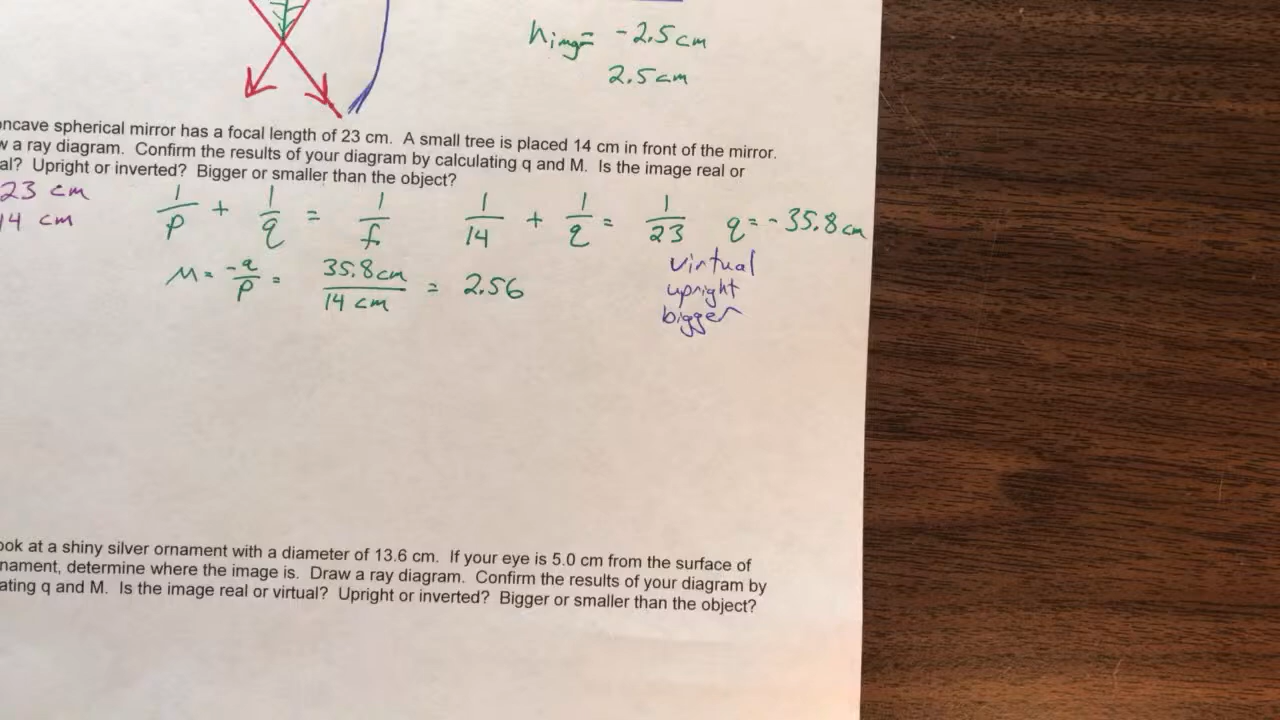 h img = -2.5 cm
2.5 cm
oncave spherical mirror has a focal length of 23 cm. A small tree is placed 14 cm in front of the mirror.
w a ray diagram. Confirm the results of your diagram by calculating q and M. Is the image real or
al? Upright or inverted? Bigger or smaller than the object?
23 cm
14 cm
1/p + 1/q = 1/f 1/14 + 1/q = 1/23 q = -35.8 cm
M = -q/p = 35.8 cm/14 cm = 2.56
virtual
upright
bigger
ook at a shiny silver ornament with a diameter of 13.6 cm. If your eye is 5.0 cm from the surface of
nament, determine where the image is. Draw a ray diagram. Confirm the results of your diagram by
ating q and M. Is the image real or virtual? Upright or inverted? Bigger or smaller than the object?